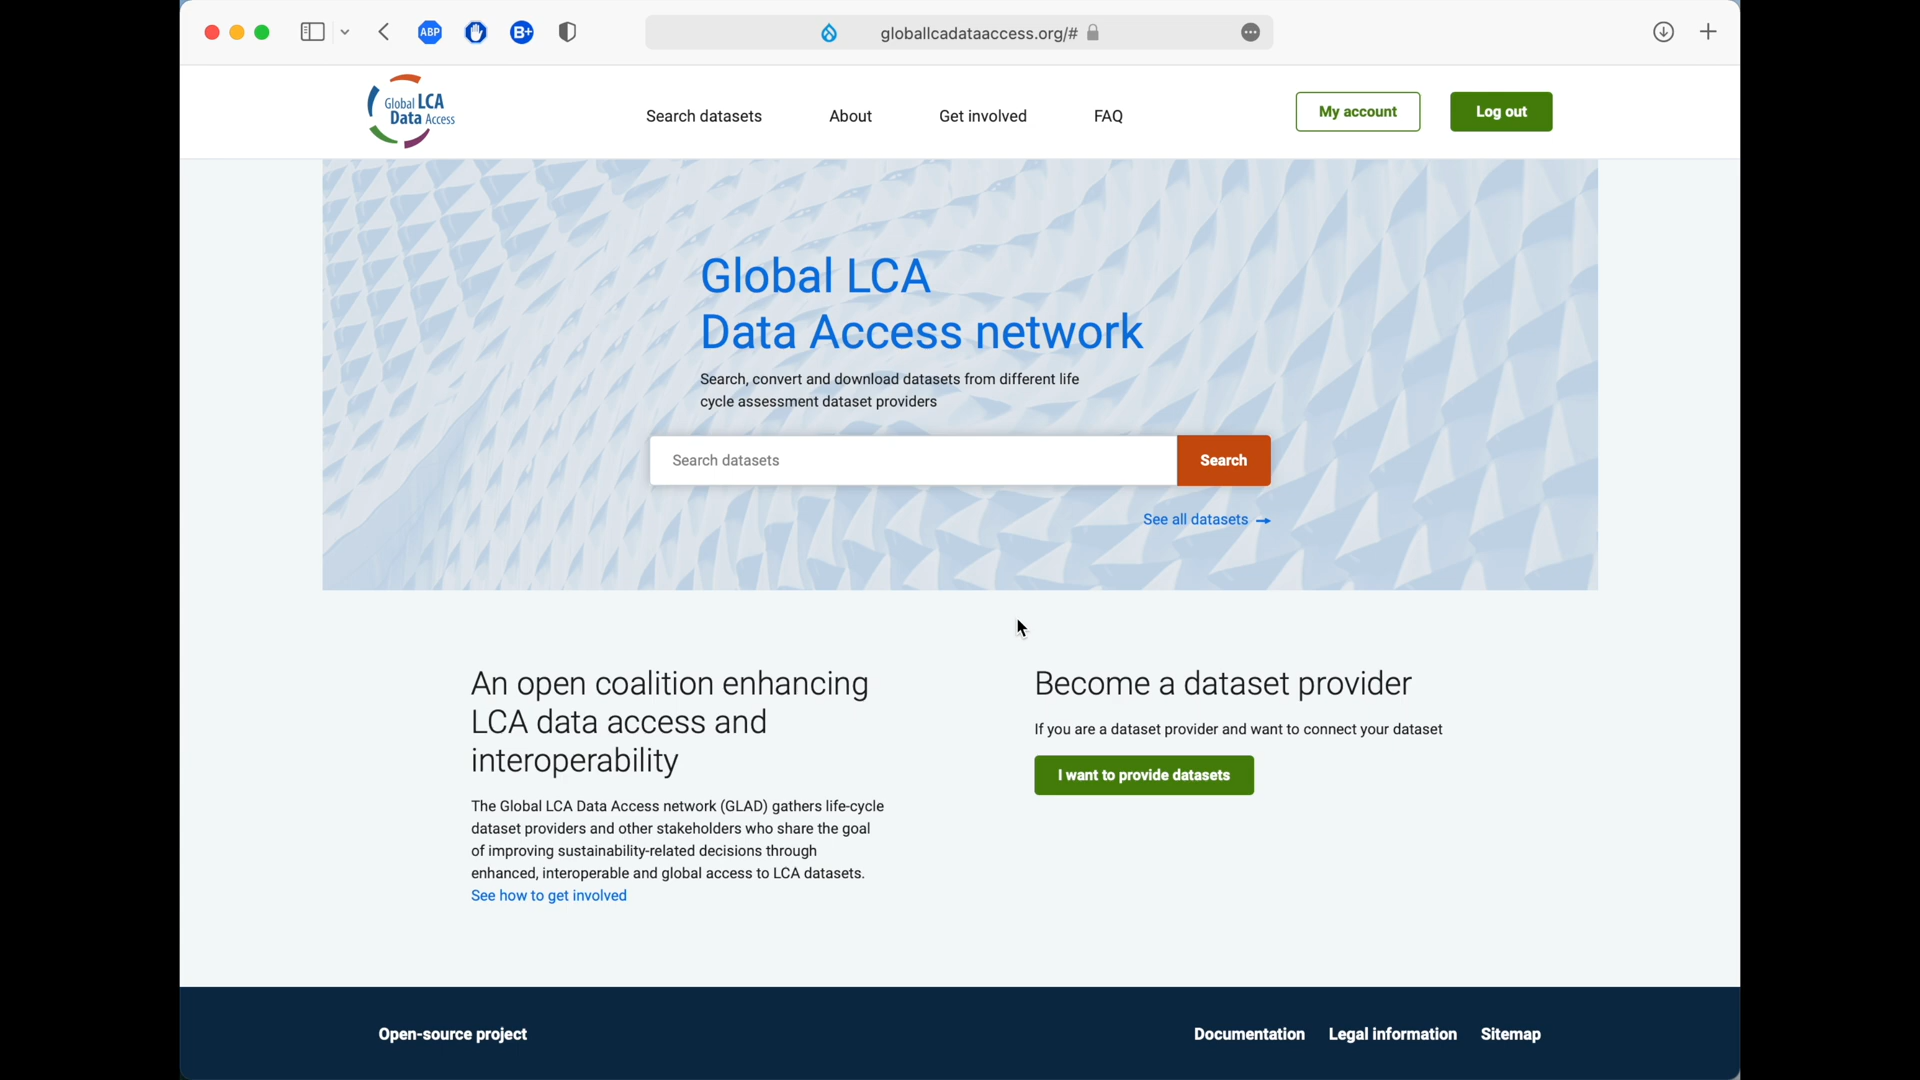 ABP
B+
globallcadataaccess.org/#
Global LCA
Data Access
Search datasets
About
Get involved
FAQ
My account
Log out
Global LCA
Data Access network
Search, convert and download datasets from different life
cycle assessment dataset providers
Search datasets
Search
See all datasets →
An open coalition enhancing
LCA data access and
interoperability
The Global LCA Data Access network (GLAD) gathers life-cycle
dataset providers and other stakeholders who share the goal
of improving sustainability-related decisions through
enhanced, interoperable and global access to LCA datasets.
See how to get involved
Become a dataset provider
If you are a dataset provider and want to connect your dataset
I want to provide datasets
Open-source project
Documentation
Legal information
Sitemap